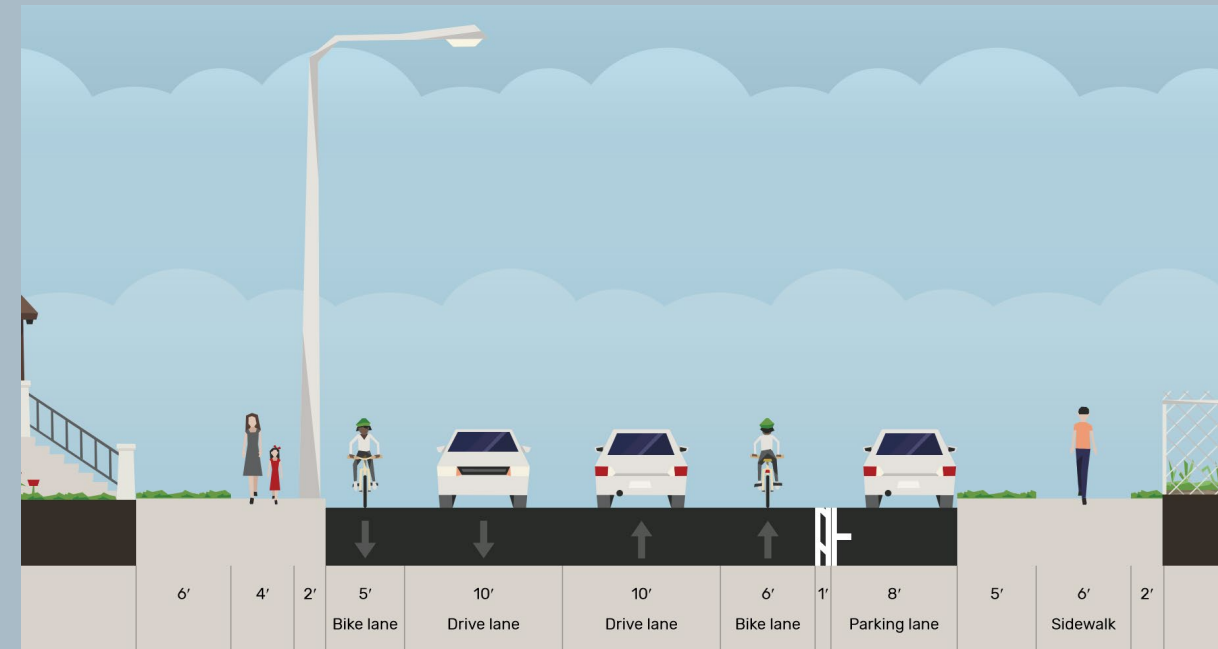 6′ 4′ 2′ 5′ 10′ 10′ 6′ 1′ 8′ 5′ 6′ 2′
Bike lane Drive lane Drive lane Bike lane Parking lane Sidewalk